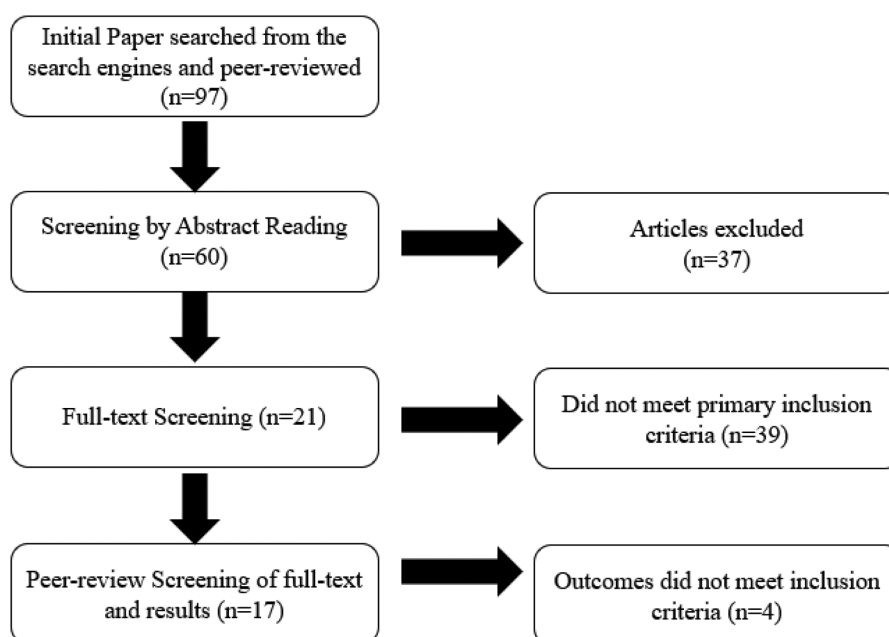 Initial Paper searched from the
search engines and peer-reviewed
(n=97)
Screening by Abstract Reading
(n=60)
Articles excluded
(n=37)
Full-text Screening (n=21)
Did not meet primary inclusion
criteria (n=39)
Peer-review Screening of full-text
and results (n=17)
Outcomes did not meet inclusion
criteria (n=4)